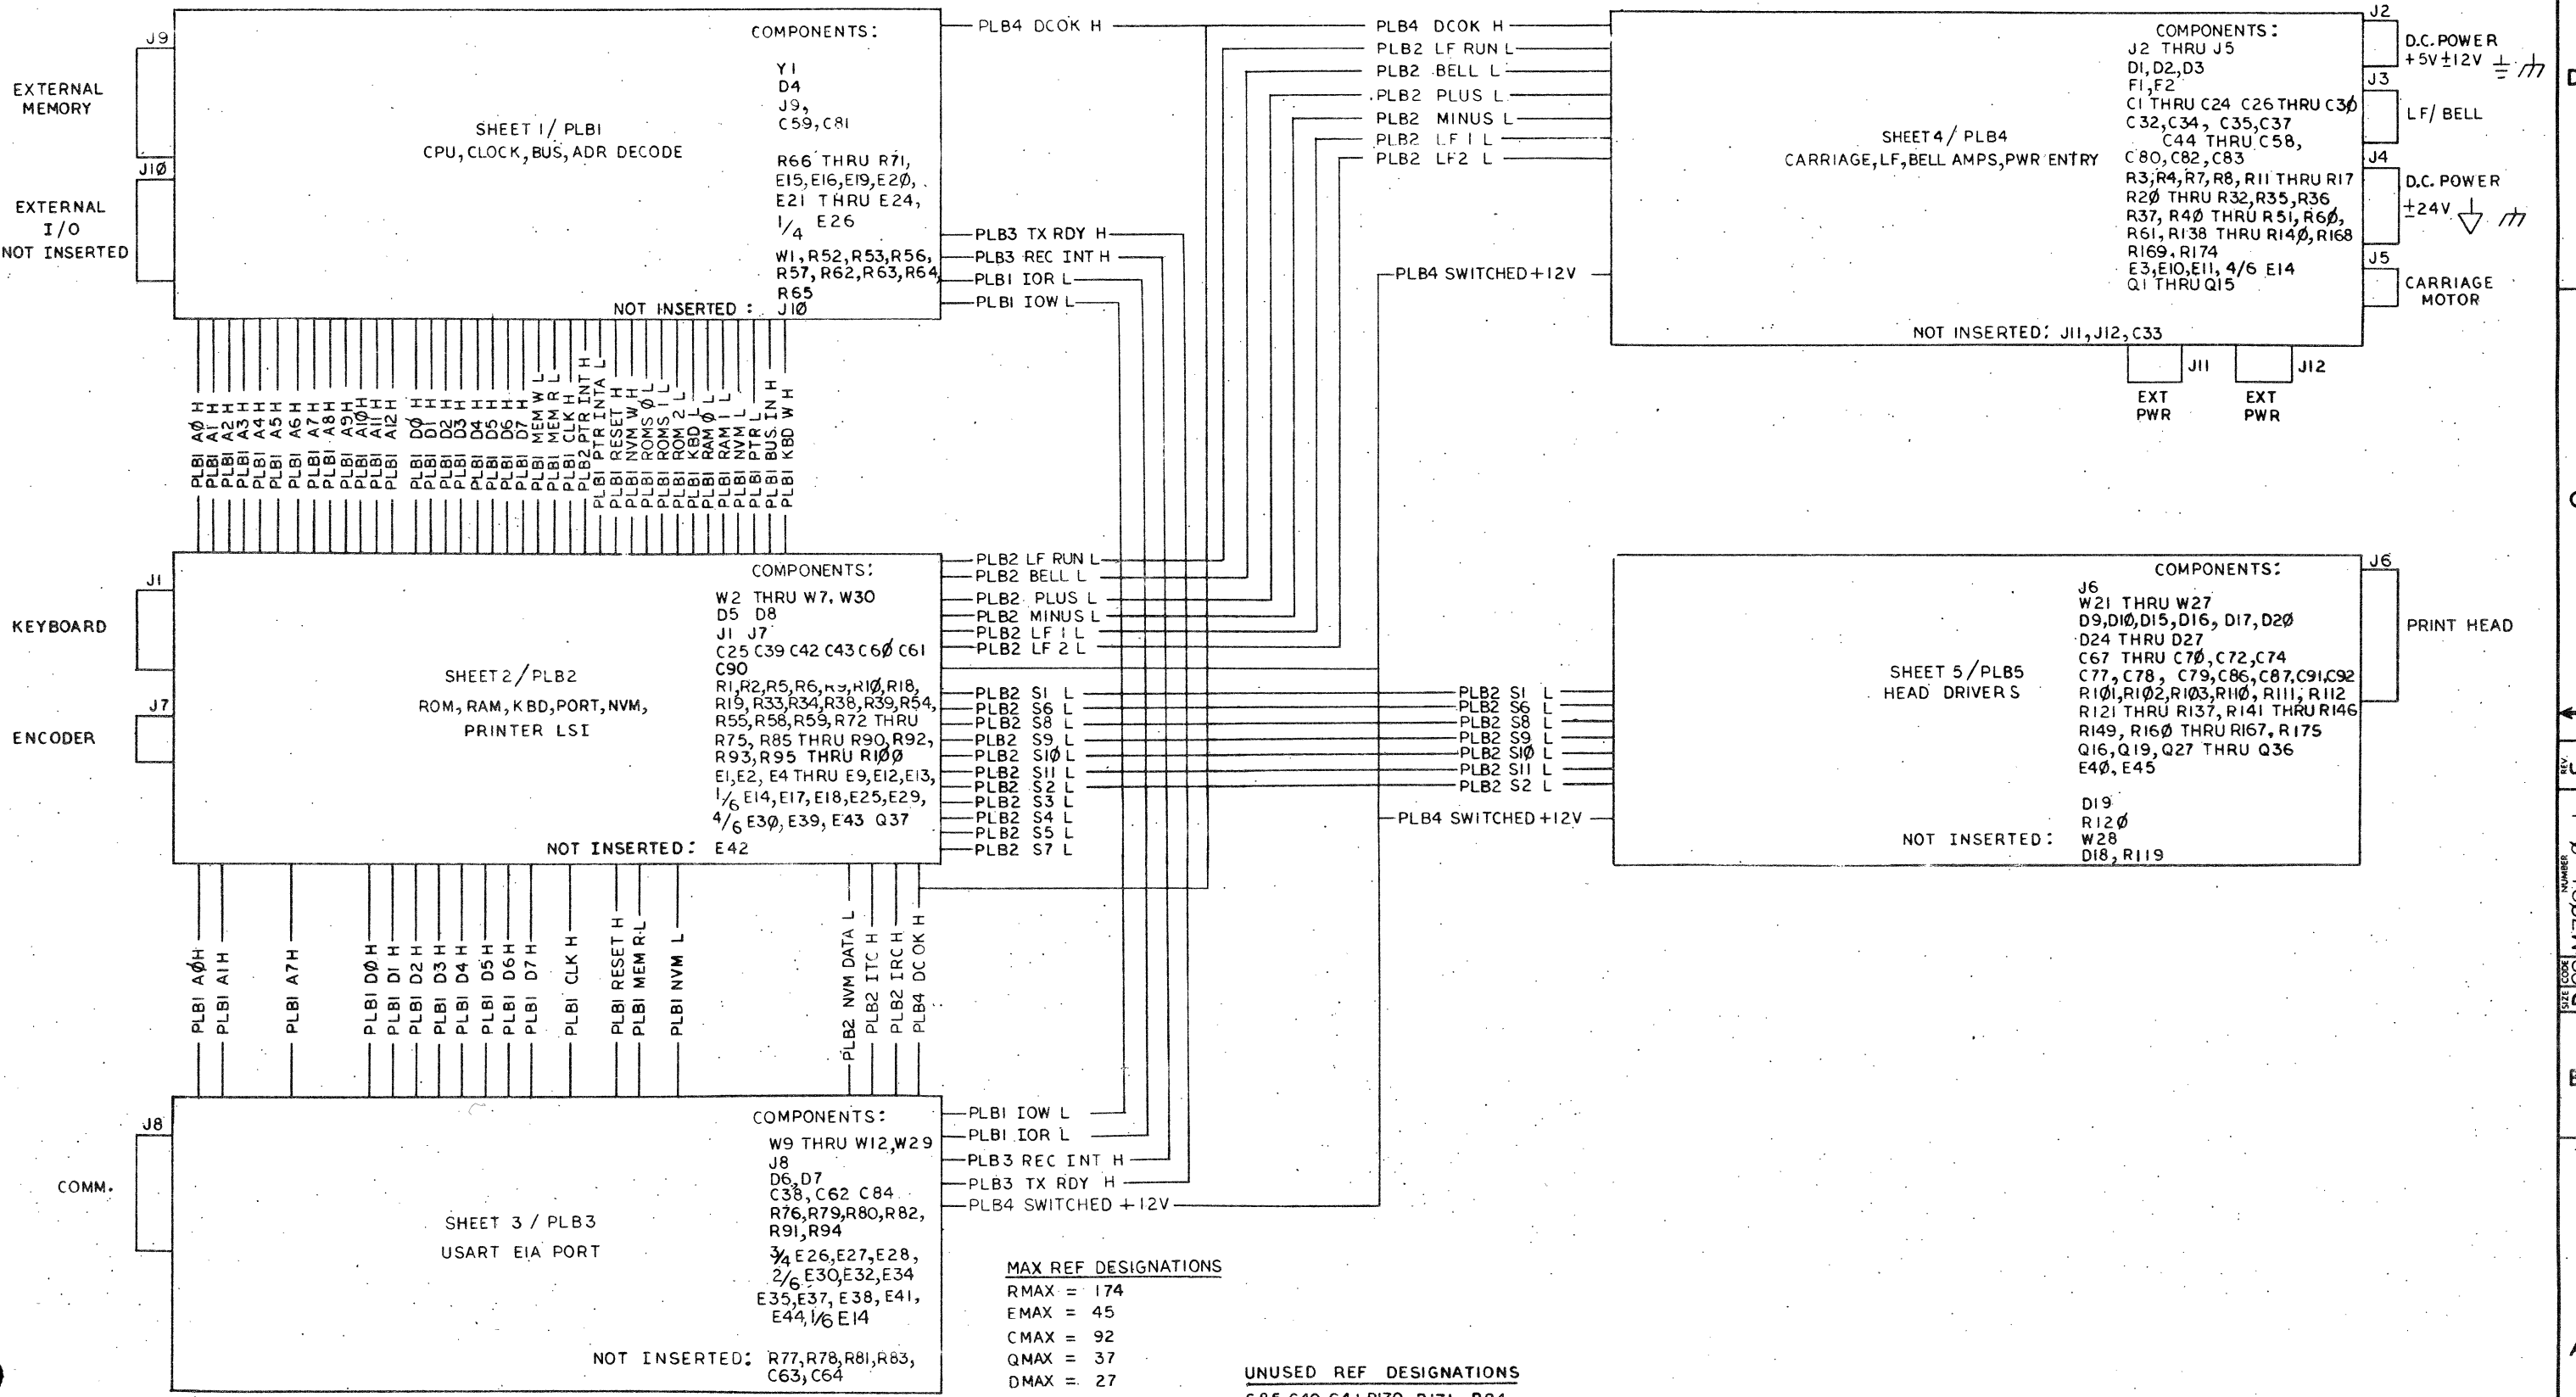 J9
EXTERNAL
MEMORY
J10
EXTERNAL
I/O
NOT INSERTED
COMPONENTS:
Y1
D4
J9,
C59,C81
SHEET 1/ PLB1
CPU,CLOCK,BUS,ADR DECODE
R66 THRU R71,
E15,E16,E19,E2Ø,
E21 THRU E24,
1/4 E26
W1,R52,R53,R56,
R57,R62,R63,R64,
R65
NOT INSERTED : J1Ø
PLB4 DCOK H
PLB3 TX RDY H
PLB3 REC INT H
PLB1 IOR L
PLB1 IOW L
PLB4 DCOK H
PLB2 LF RUN L
PLB2 BELL L
PLB2 PLUS L
PLB2 MINUS L
PLB2 LF 1 L
PLB2 LF2 L
PLB4 SWITCHED+12V
COMPONENTS:
J2 THRU J5
D1,D2,D3
F1,F2
C1 THRU C24 C26 THRU C3Ø
C32,C34, C35,C37
C44 THRU C58,
C80,C82,C83
R3,R4,R7,R8,R11 THRU R17
R2Ø THRU R32,R35,R36
R37, R4Ø THRU R51, R6Ø,
R61, R138 THRU R14Ø,R168
R169,R174
E3,E10,E11, 4/6 E14
Q1 THRU Q15
SHEET 4/ PLB4
CARRIAGE,LF,BELL AMPS,PWR ENTRY
NOT INSERTED: J11,J12,C33
J2
D.C. POWER
+5V±12V
J3
LF/ BELL
J4
D.C. POWER
±24V
J5
CARRIAGE
MOTOR
J11
J12
EXT
PWR
EXT
PWR
PLB1 AØ H
PLB1 A1 H
PLB1 A2 H
PLB1 A3 H
PLB1 A4 H
PLB1 A5 H
PLB1 A6 H
PLB1 A7 H
PLB1 A8 H
PLB1 A9 H
PLB1 A1Ø H
PLB1 A11 H
PLB1 A12 H
PLB1 DØ H
PLB1 D1 H
PLB1 D2 H
PLB1 D3 H
PLB1 D4 H
PLB1 D5 H
PLB1 D6 H
PLB1 D7 H
PLB1 MEM W L
PLB1 MEM R L
PLB1 CLK H
PLB2 PTR INT H
PLB1 PTR INTA L
PLB1 RESET H
PLB1 NVM W H
PLB1 ROMS Ø L
PLB1 ROMS 1 L
PLB1 ROM 2 L
PLB1 KBD L
PLB1 RAM Ø L
PLB1 RAM 1 L
PLB1 NVM L
PLB1 PTR L
PLB1 BUS IN H
PLB1 KBD W H
J1
KEYBOARD
J7
ENCODER
COMPONENTS:
W2 THRU W7, W30
D5 D8
J1 J7
C25 C39 C42 C43 C6Ø C61
C90
R1,R2,R5,R6,R9,R1Ø,R18,
R19,R33,R34,R38,R39,R54,
R55,R58,R59,R72 THRU
R75, R85 THRU R90,R92,
R93,R95 THRU R1ØØ
E1,E2, E4 THRU E9,E12,E13,
1/6 E14,E17,E18,E25,E29,
4/6 E3Ø,E39,E43 Q37
SHEET 2/PLB2
ROM, RAM, KBD,PORT,NVM,
PRINTER LSI
NOT INSERTED: E42
PLB2 LF RUN L
PLB2 BELL L
PLB2 PLUS L
PLB2 MINUS L
PLB2 LF 1 L
PLB2 LF 2 L
PLB2 S1 L
PLB2 S6 L
PLB2 S8 L
PLB2 S9 L
PLB2 S1Ø L
PLB2 S11 L
PLB2 S2 L
PLB2 S3 L
PLB2 S4 L
PLB2 S5 L
PLB2 S7 L
PLB2 S1 L
PLB2 S6 L
PLB2 S8 L
PLB2 S9 L
PLB2 S1Ø L
PLB2 S11 L
PLB2 S2 L
PLB4 SWITCHED+12V
COMPONENTS:
J6
W21 THRU W27
D9,D1Ø,D15,D16, D17,D2Ø
D24 THRU D27
C67 THRU C7Ø,C72,C74
C77,C78, C79,C86,C87,C91,C92
R1Ø1,R1Ø2,R1Ø3,R11Ø, R111, R112
R121 THRU R137, R141 THRU R146
R149, R16Ø THRU R167, R175
Q16,Q19,Q27 THRU Q36
E4Ø, E45
D19
R12Ø
NOT INSERTED: W28
D18, R119
SHEET 5/PLB5
HEAD DRIVERS
J6
PRINT HEAD
PLB1 AØ H
PLB1 A1 H
PLB1 A7 H
PLB1 DØ H
PLB1 D1 H
PLB1 D2 H
PLB1 D3 H
PLB1 D4 H
PLB1 D5 H
PLB1 D6 H
PLB1 D7 H
PLB1 CLK H
PLB1 RESET H
PLB1 MEM R L
PLB1 NVM L
PLB2 NVM DATA L
PLB2 ITC H
PLB2 IRC H
PLB4 DC OK H
J8
COMM.
COMPONENTS:
W9 THRU W12,W29
J8
D6,D7
C38, C62 C84
R76,R79,R80,R82,
R91,R94
3/4 E26,E27,E28,
2/6 E30,E32,E34
E35,E37, E38, E41,
E44,1/6 E14
SHEET 3 / PLB3
USART EIA PORT
NOT INSERTED: R77,R78,R81,R83,
C63,C64
PLB1 IOW L
PLB1 IOR L
PLB3 REC INT H
PLB3 TX RDY H
PLB4 SWITCHED +12V
MAX REF DESIGNATIONS
RMAX = 174
EMAX = 45
CMAX = 92
QMAX = 37
DMAX = 27
UNUSED REF DESIGNATIONS
REV.
NUMBER
SIZE CODE